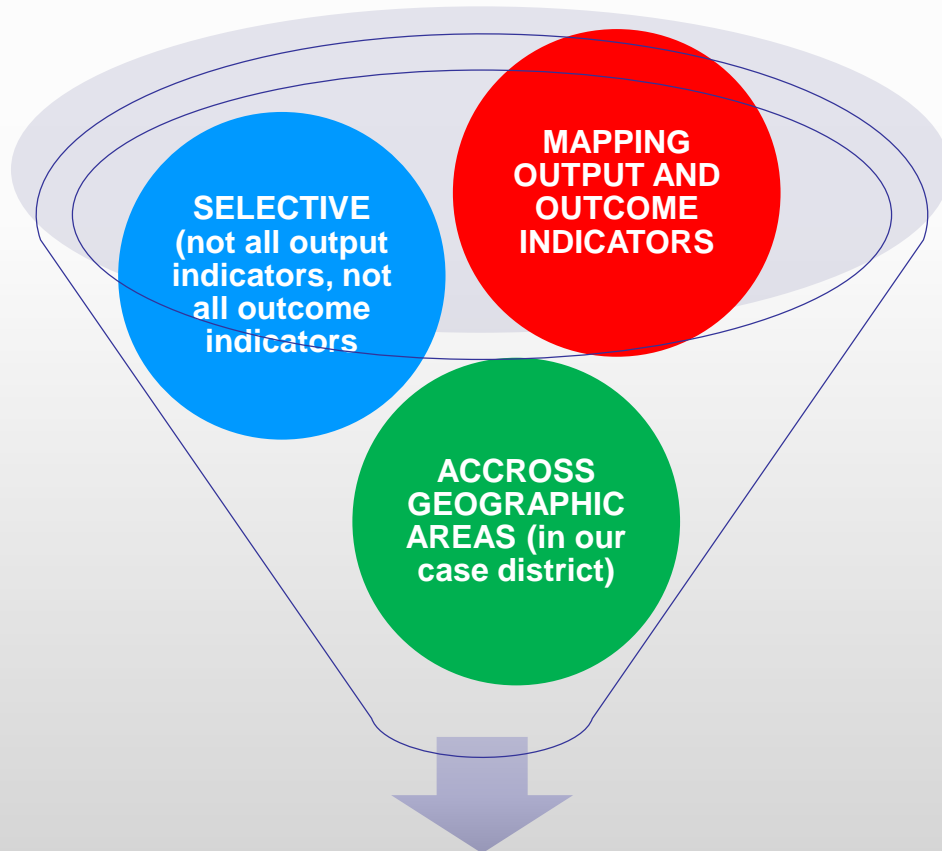 SELECTIVE
(not all output
indicators, not
all outcome
indicators
MAPPING
OUTPUT AND
OUTCOME
INDICATORS
ACCROSS
GEOGRAPHIC
AREAS (in our
case district)